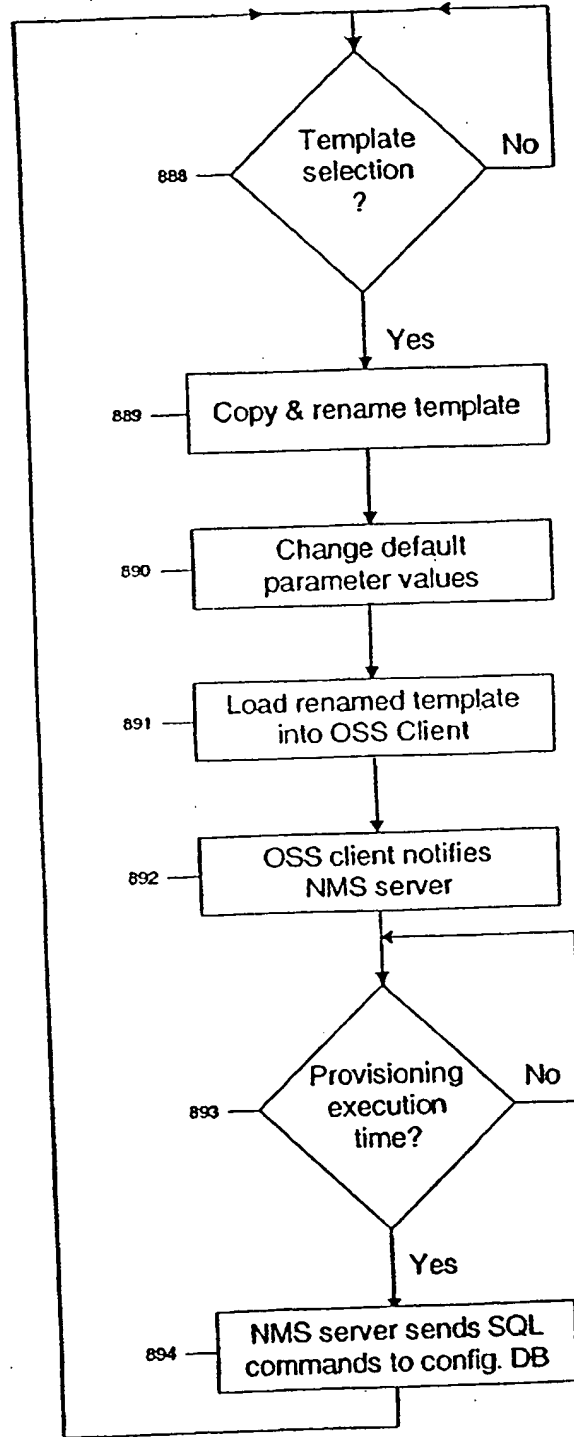 Template
selection
?
888
No
Yes
889
Copy & rename template
890
Change default
parameter values
891
Load renamed template
into OSS Client
892
OSS client notifies
NMS server
893
Provisioning
execution
time?
No
Yes
894
NMS server sends SQL
commands to config. DB